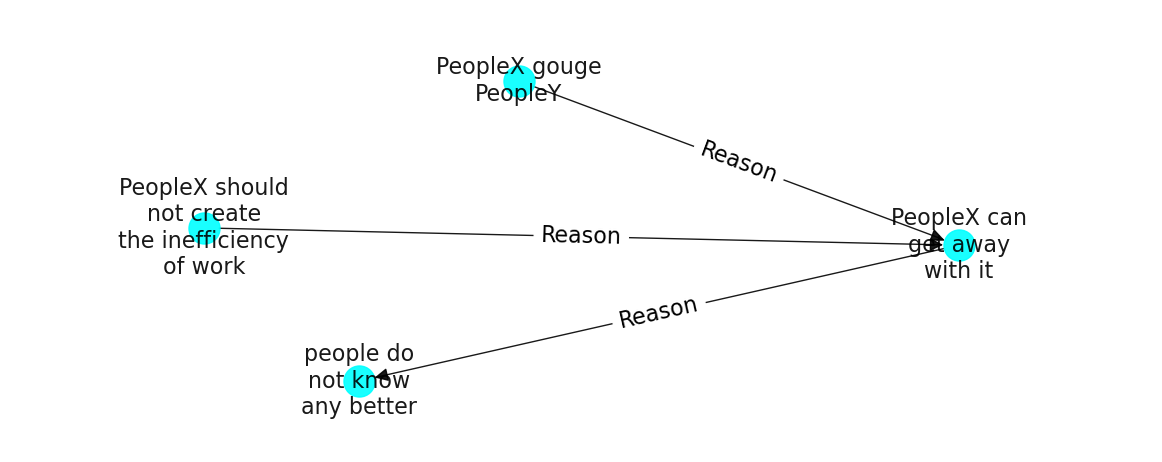 PeopleX gouge
PeopleY
Reason
PeopleX should
not create
the inefficiency
of work
Reason
PeopleX can
get away
with it
Reason
people do
not know
any better